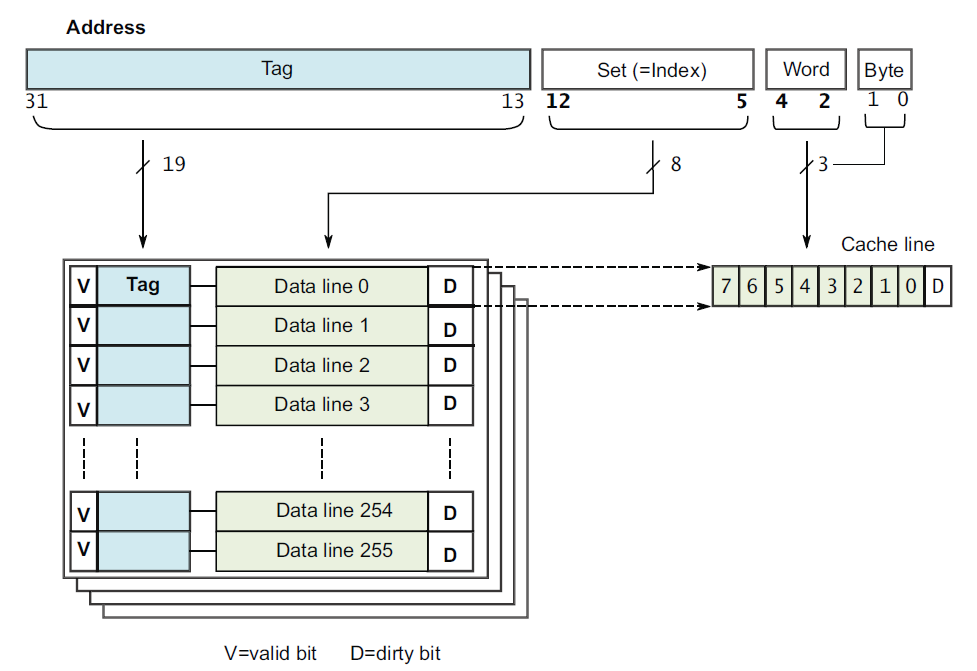 Address
Tag Set (=Index) Word Byte
31 13 12 5 4 2 1 0
19 8 3
Cache line
7 6 5 4 3 2 1 0 D
V Tag Data line 0 D
V Data line 1 D
V Data line 2 D
V Data line 3 D
V Data line 254 D
V Data line 255 D
V=valid bit D=dirty bit